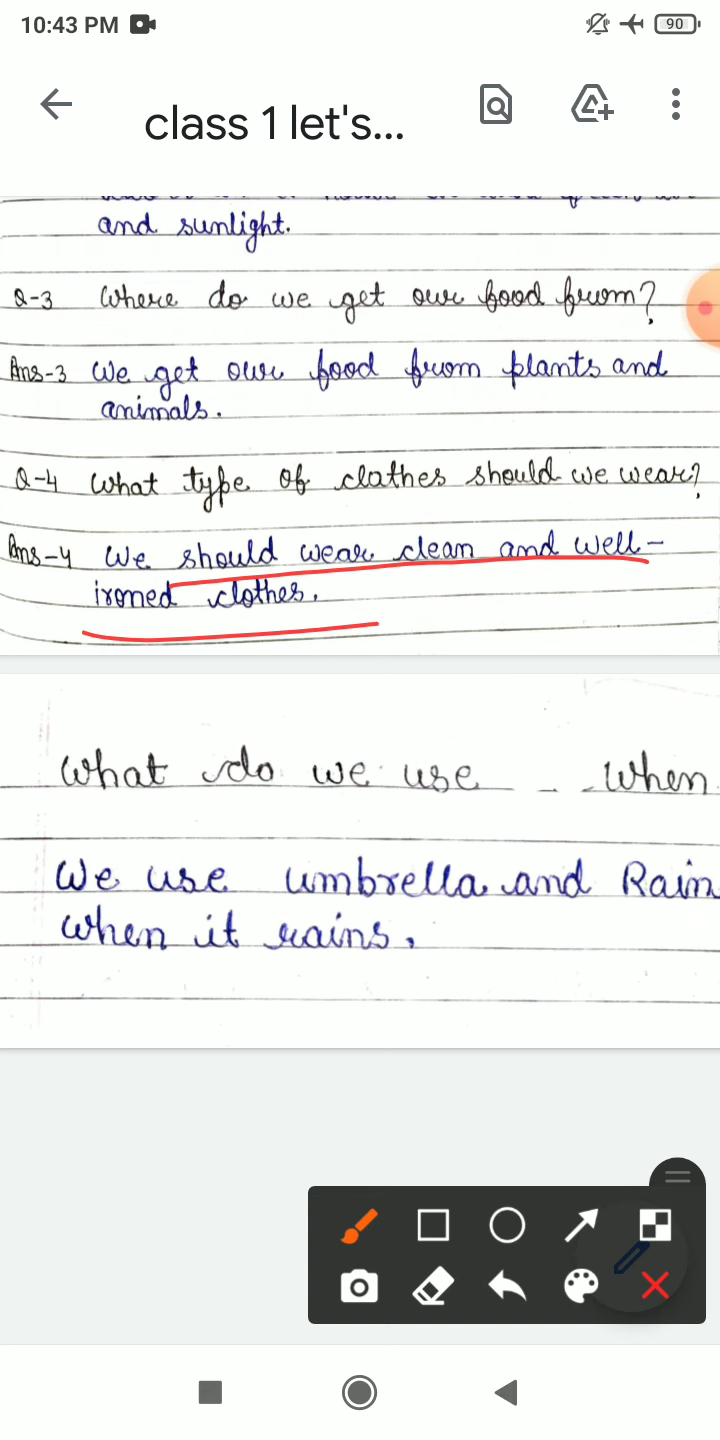 10:43 PM
90
class 1 let's...
and sunlight.
Q-3 Where do we get our food from?
Ans-3 We get our food from plants and
animals.
Q-4 What type of clathes should we wear?
Ans-4 We should wear clean and well-
ironed clothes.
What do we use - - when
We use umbrella and Rain
when it rains.